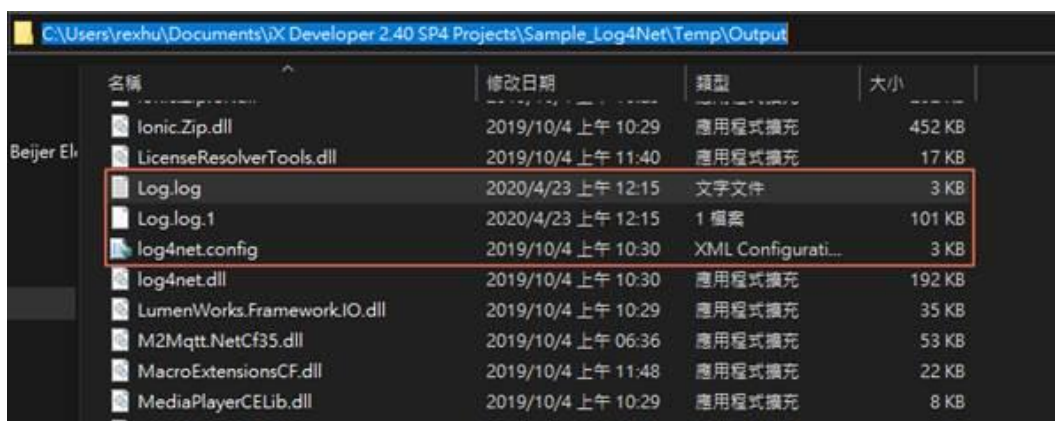 C:\Users\rexhu\Documents\iX Developer 2.40 SP4 Projects\Sample_Log4Net\Temp\Output
名稱 修改日期 類型 大小
Ionic.Zip.dll 2019/10/4 上午 10:29 應用程式擴充 452 KB
Beijer El
LicenseResolverTools.dll 2019/10/4 上午 11:40 應用程式擴充 17 KB
Log.log 2020/4/23 上午 12:15 文字文件 3 KB
Log.log.1 2020/4/23 上午 12:15 1 檔案 101 KB
log4net.config 2019/10/4 上午 10:30 XML Configurati... 3 KB
log4net.dll 2019/10/4 上午 10:30 應用程式擴充 192 KB
LumenWorks.Framework.IO.dll 2019/10/4 上午 10:29 應用程式擴充 35 KB
M2Mqtt.NetCf35.dll 2019/10/4 上午 06:36 應用程式擴充 53 KB
MacroExtensionsCF.dll 2019/10/4 上午 11:48 應用程式擴充 22 KB
MediaPlayerCELib.dll 2019/10/4 上午 10:29 應用程式擴充 8 KB